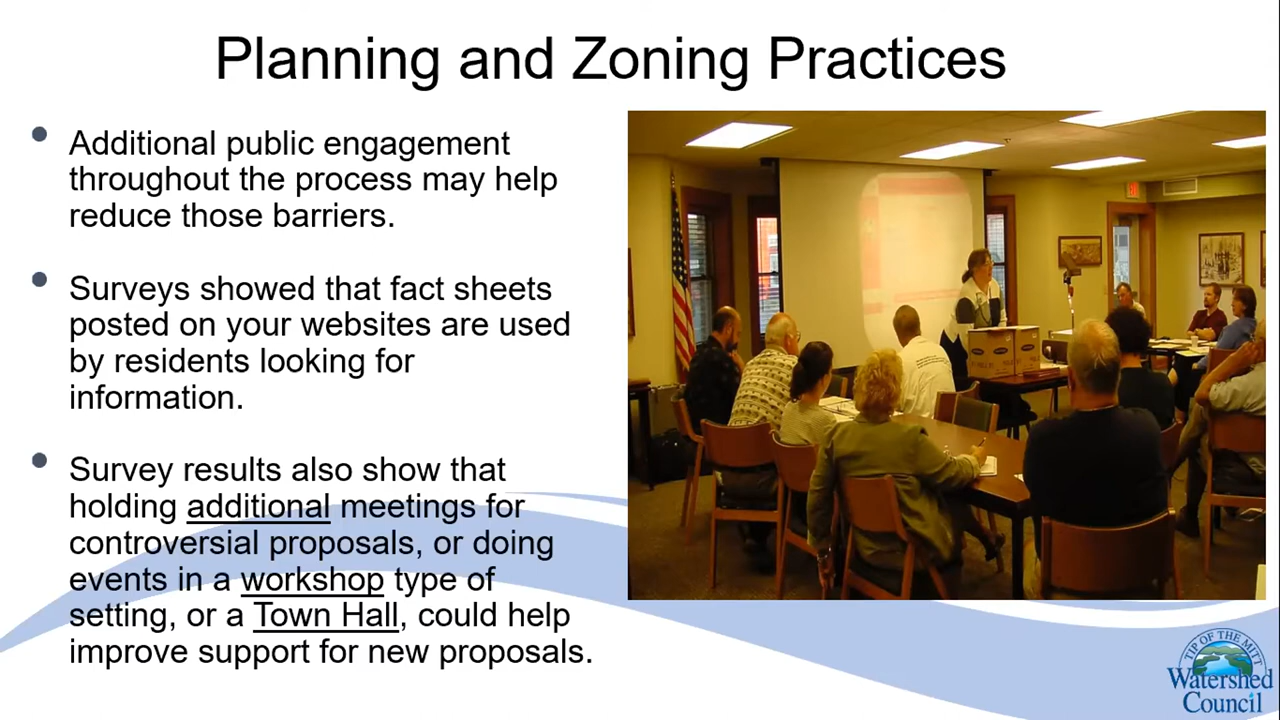 Planning and Zoning Practices
Additional public engagement
throughout the process may help
reduce those barriers.
Surveys showed that fact sheets
posted on your websites are used
by residents looking for
information.
Survey results also show that
holding additional meetings for
controversial proposals, or doing
events in a workshop type of
setting, or a Town Hall, could help
improve support for new proposals.
TIP OF THE MITT
Watershed
Council